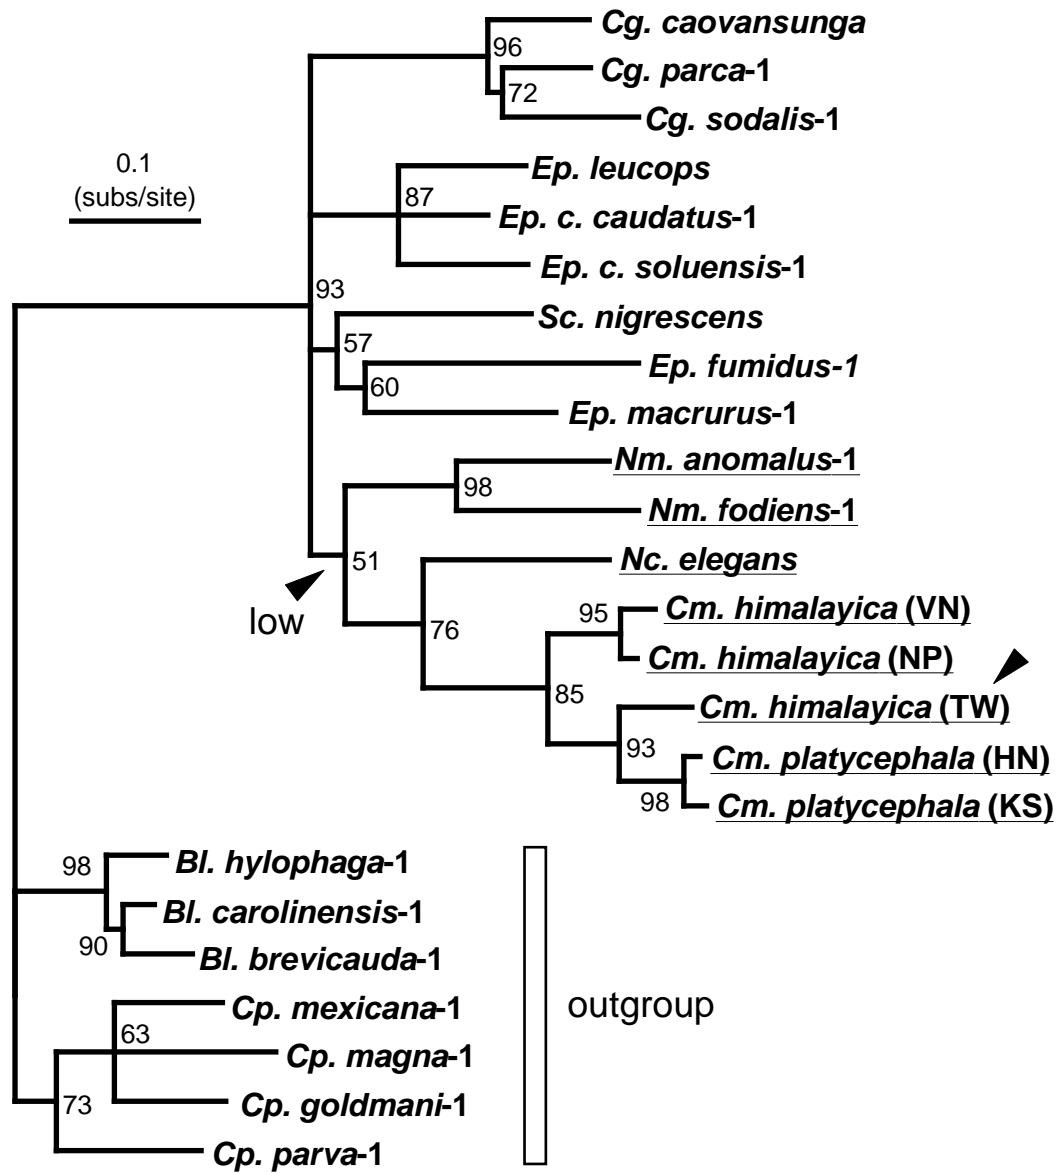 Cg. caovansunga
96
Cg. parca-1
72
Cg. sodalis-1
0.1
(subs/site)
Ep. leucops
87
Ep. c. caudatus-1
Ep. c. soluensis-1
93
Sc. nigrescens
57
Ep. fumidus-1
60
Ep. macrurus-1
Nm. anomalus-1
98
Nm. fodiens-1
51
Nc. elegans
low
95
Cm. himalayica (VN)
76
Cm. himalayica (NP)
85
Cm. himalayica (TW)
93
Cm. platycephala (HN)
98
Cm. platycephala (KS)
98
Bl. hylophaga-1
Bl. carolinensis-1
90
Bl. brevicauda-1
Cp. mexicana-1
outgroup
63
Cp. magna-1
73
Cp. goldmani-1
Cp. parva-1